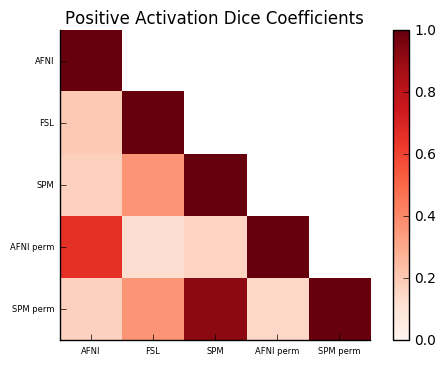 Positive Activation Dice Coefficients
AFNI
FSL
SPM
AFNI perm
SPM perm
AFNI FSL SPM AFNI perm SPM perm
1.0
0.8
0.6
0.4
0.2
0.0